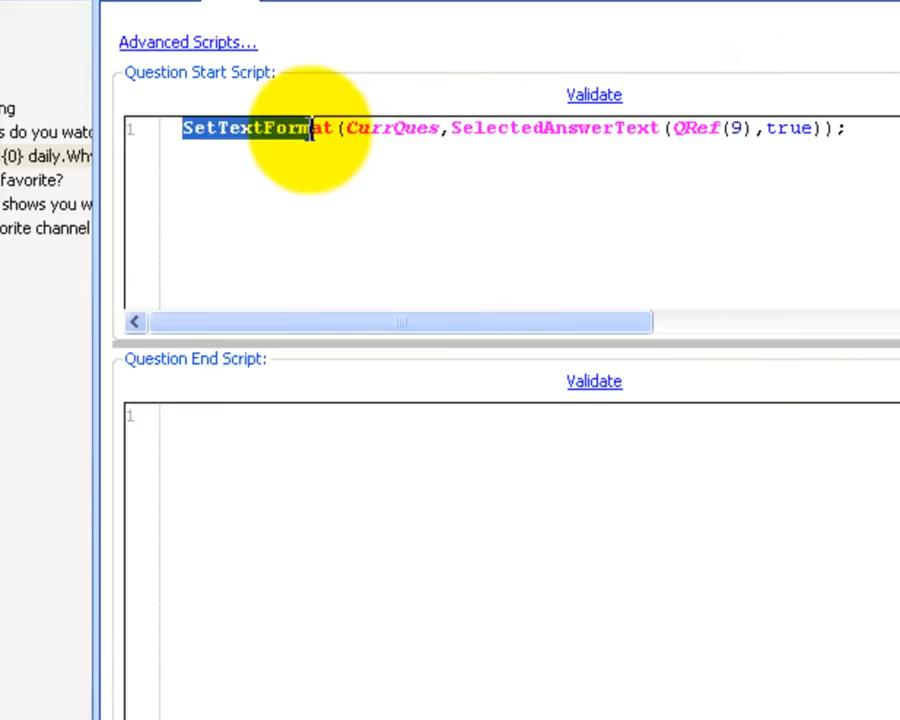 Advanced Scripts...
Question Start Script:
Validate
1 SetTextFormat(CurrQues,SelectedAnswerText(QRef(9),true));
ng
s do you wat
{0} daily.Wh
favorite?
shows you w
orite channel
Question End Script:
Validate
1